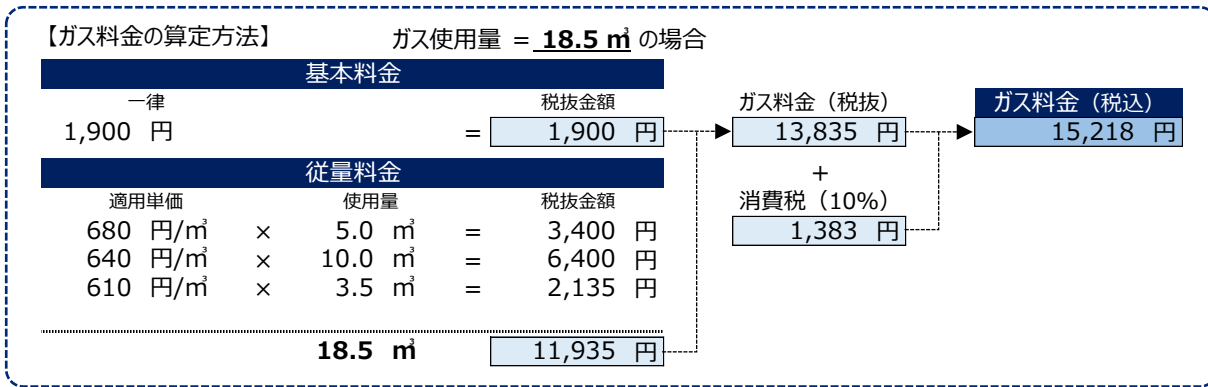 【ガス料金の算定方法】 ガス使用量 = 18.5 ㎥ の場合
基本料金
一律 税抜金額
1,900 円 = 1,900 円
従量料金
適用単価 使用量 税抜金額
680 円/㎥ × 5.0 ㎥ = 3,400 円
640 円/㎥ × 10.0 ㎥ = 6,400 円
610 円/㎥ × 3.5 ㎥ = 2,135 円
18.5 ㎥ 11,935 円
ガス料金（税抜）
13,835 円
+
消費税（10%）
1,383 円
ガス料金（税込）
15,218 円